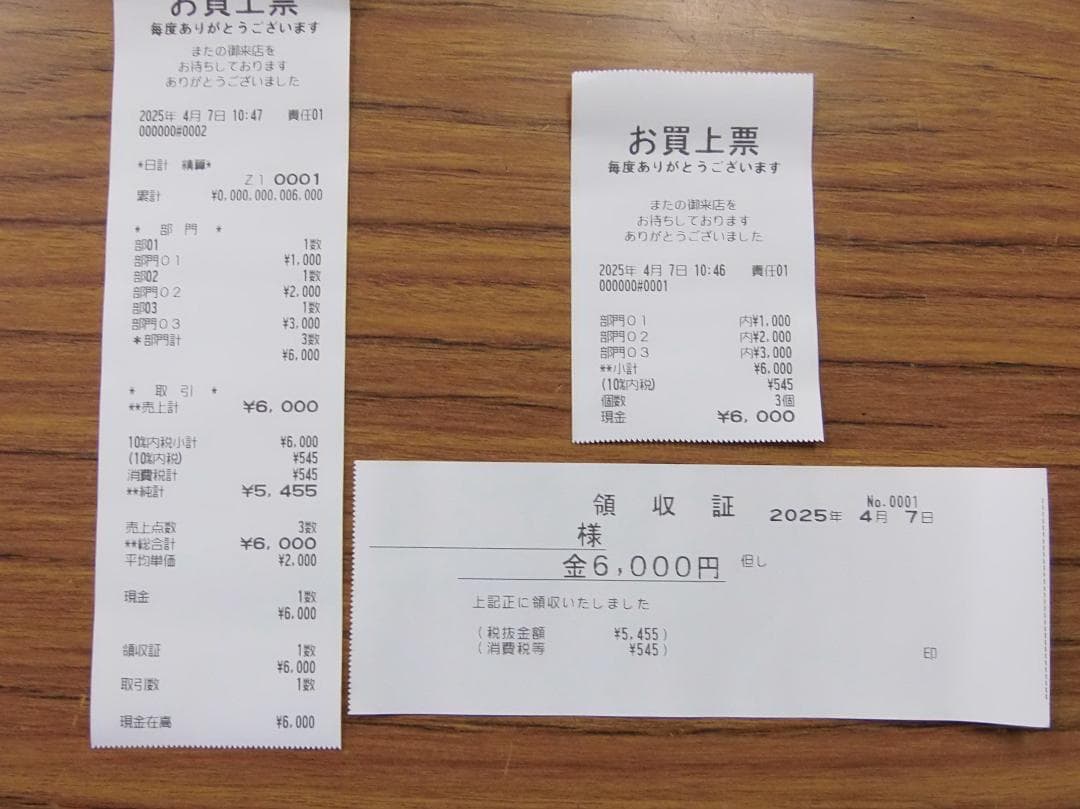 お買上票
毎度ありがとうございます
またの御来店を
お待ちしております
ありがとうございました
2025年 4月 7日 10:47 責任01
000000#0002
*日計 精算*
Z1 0001
累計 ¥0,000,000,006,000
* 部 門 *
部01 1数
部門01 ¥1,000
部02 1数
部門02 ¥2,000
部03 1数
部門03 ¥3,000
*部門計 3数
¥6,000
* 取 引 *
**売上計 ¥6,000
10%内税小計 ¥6,000
(10%内税) ¥545
消費税計 ¥545
**純計 ¥5,455
売上点数 3数
**総合計 ¥6,000
平均単価 ¥2,000
現金 1数
¥6,000
領収証 1数
¥6,000
取引数 1数
現金在高 ¥6,000
お買上票
毎度ありがとうございます
またの御来店を
お待ちしております
ありがとうございました
2025年 4月 7日 10:46 責任01
000000#0001
部門01 内¥1,000
部門02 内¥2,000
部門03 内¥3,000
**小計 ¥6,000
(10%内税) ¥545
個数 3個
現金 ¥6,000
領 収 証 No.0001
2025年 4月 7日
様
金6,000円 但し
上記正に領収いたしました
(税抜金額 ¥5,455)
(消費税等 ¥545)
印